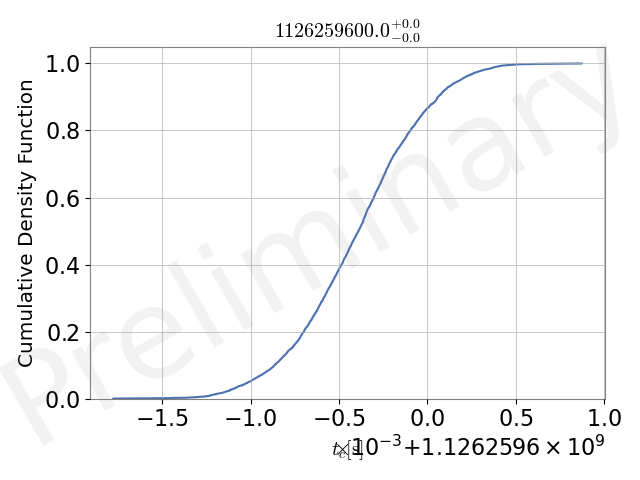 1126259600.0 +0.0 −0.0
Cumulative Density Function
1.0
0.8
0.6
0.4
0.2
0.0
−1.5 −1.0 −0.5 0.0 0.5 1.0
t_c[s]
×10⁻³+1.1262596 × 10⁹
Preliminary